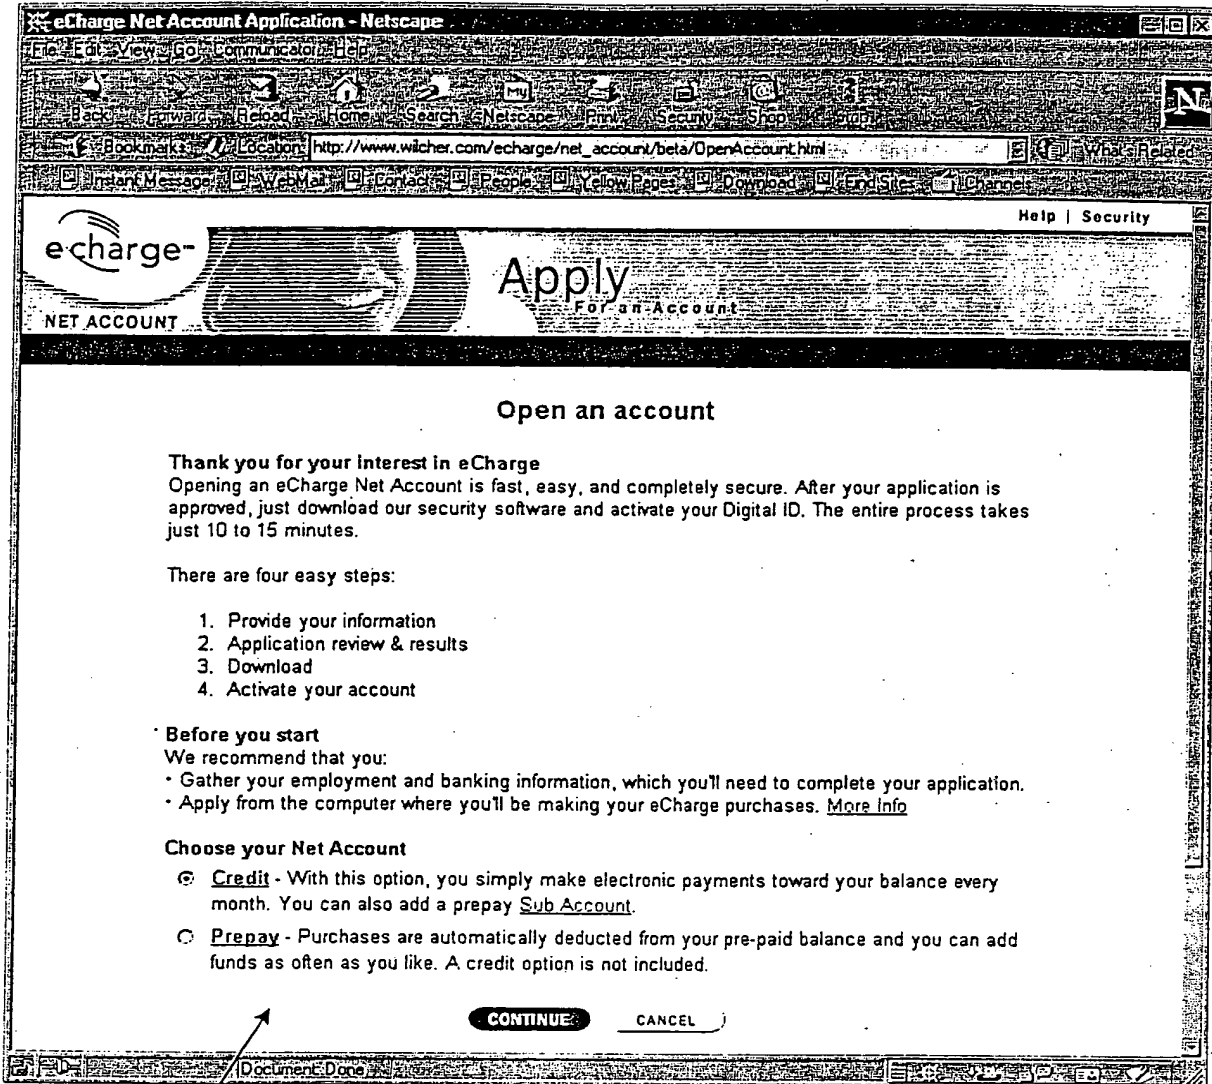 eCharge Net Account Application - Netscape
File Edit View Go Communicator Help
Back Forward Reload Home Search Netscape Print Security Shop Stop
Bookmarks Location: http://www.wilcher.com/echarge/net_account/beta/OpenAccount.html What's Related
Instant Message WebMail Contact People Yellow Pages Download Find Sites Channels
Help | Security
echarge
NET ACCOUNT
Apply
For an Account
Open an account
Thank you for your interest in eCharge
Opening an eCharge Net Account is fast, easy, and completely secure. After your application is
approved, just download our security software and activate your Digital ID. The entire process takes
just 10 to 15 minutes.
There are four easy steps:
1. Provide your information
2. Application review & results
3. Download
4. Activate your account
Before you start
We recommend that you:
• Gather your employment and banking information, which you'll need to complete your application.
• Apply from the computer where you'll be making your eCharge purchases. More Info
Choose your Net Account
Credit - With this option, you simply make electronic payments toward your balance every
month. You can also add a prepay Sub Account.
Prepay - Purchases are automatically deducted from your pre-paid balance and you can add
funds as often as you like. A credit option is not included.
CONTINUE CANCEL
Document: Done